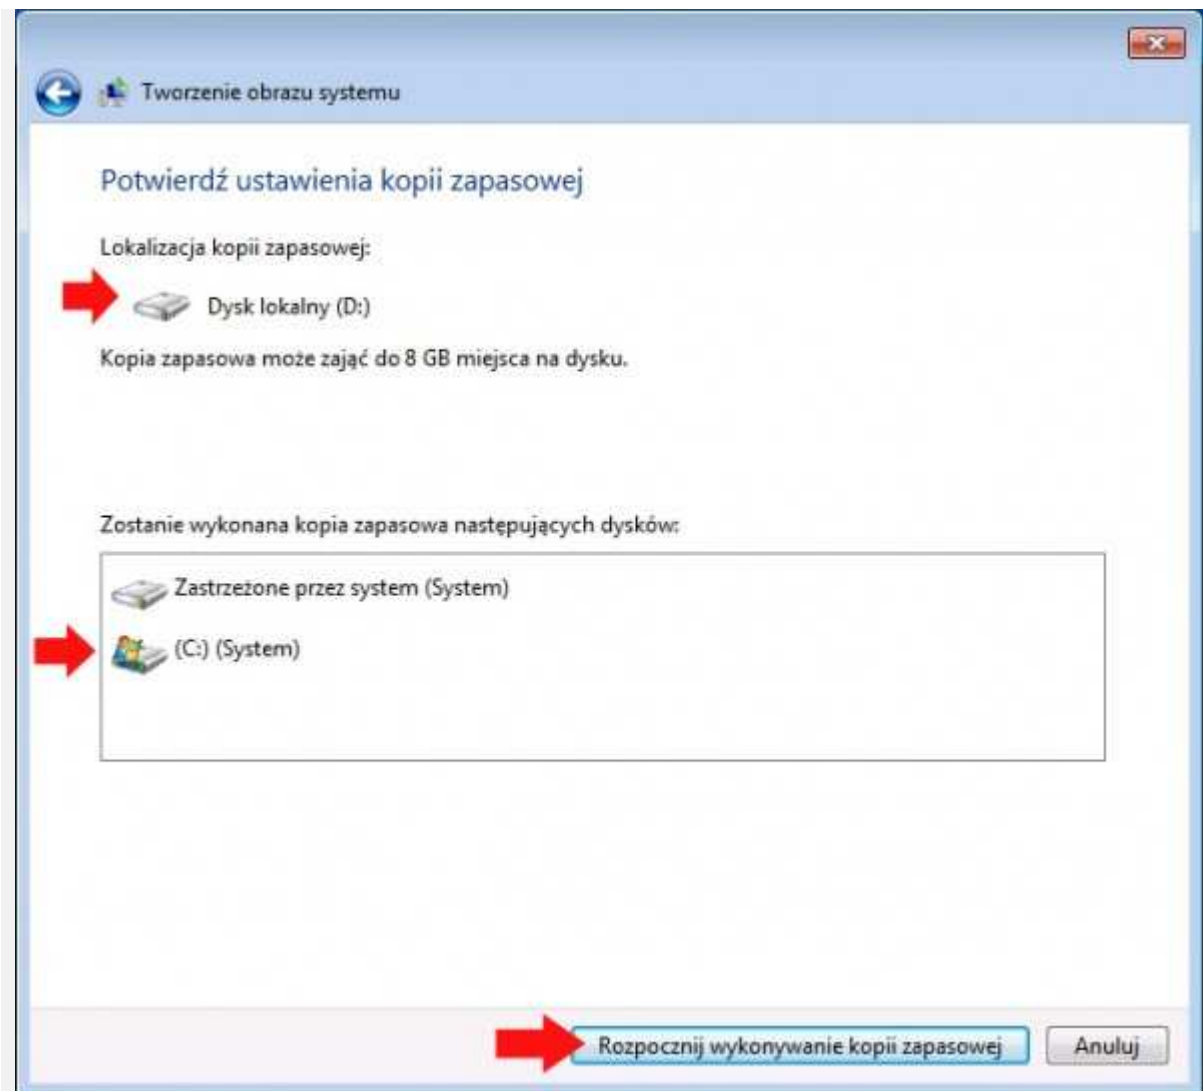 Tworzenie obrazu systemu
Potwierdź ustawienia kopii zapasowej
Lokalizacja kopii zapasowej:
Dysk lokalny (D:)
Kopia zapasowa może zająć do 8 GB miejsca na dysku.
Zostanie wykonana kopia zapasowa następujących dysków:
Zastrzeżone przez system (System)
(C:) (System)
Rozpocznij wykonywanie kopii zapasowej
Anuluj